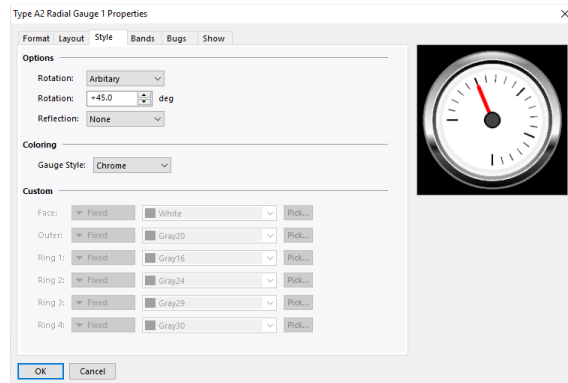 Type A2 Radial Gauge 1 Properties
Format Layout Style Bands Bugs Show
Options
Rotation: Arbitary
Rotation: +45.0 deg
Reflection: None
Coloring
Gauge Style: Chrome
Custom
Face: Fixed White Pick...
Outer: Fixed Gray20 Pick...
Ring 1: Fixed Gray16 Pick...
Ring 2: Fixed Gray24 Pick...
Ring 3: Fixed Gray29 Pick...
Ring 4: Fixed Gray30 Pick...
OK Cancel